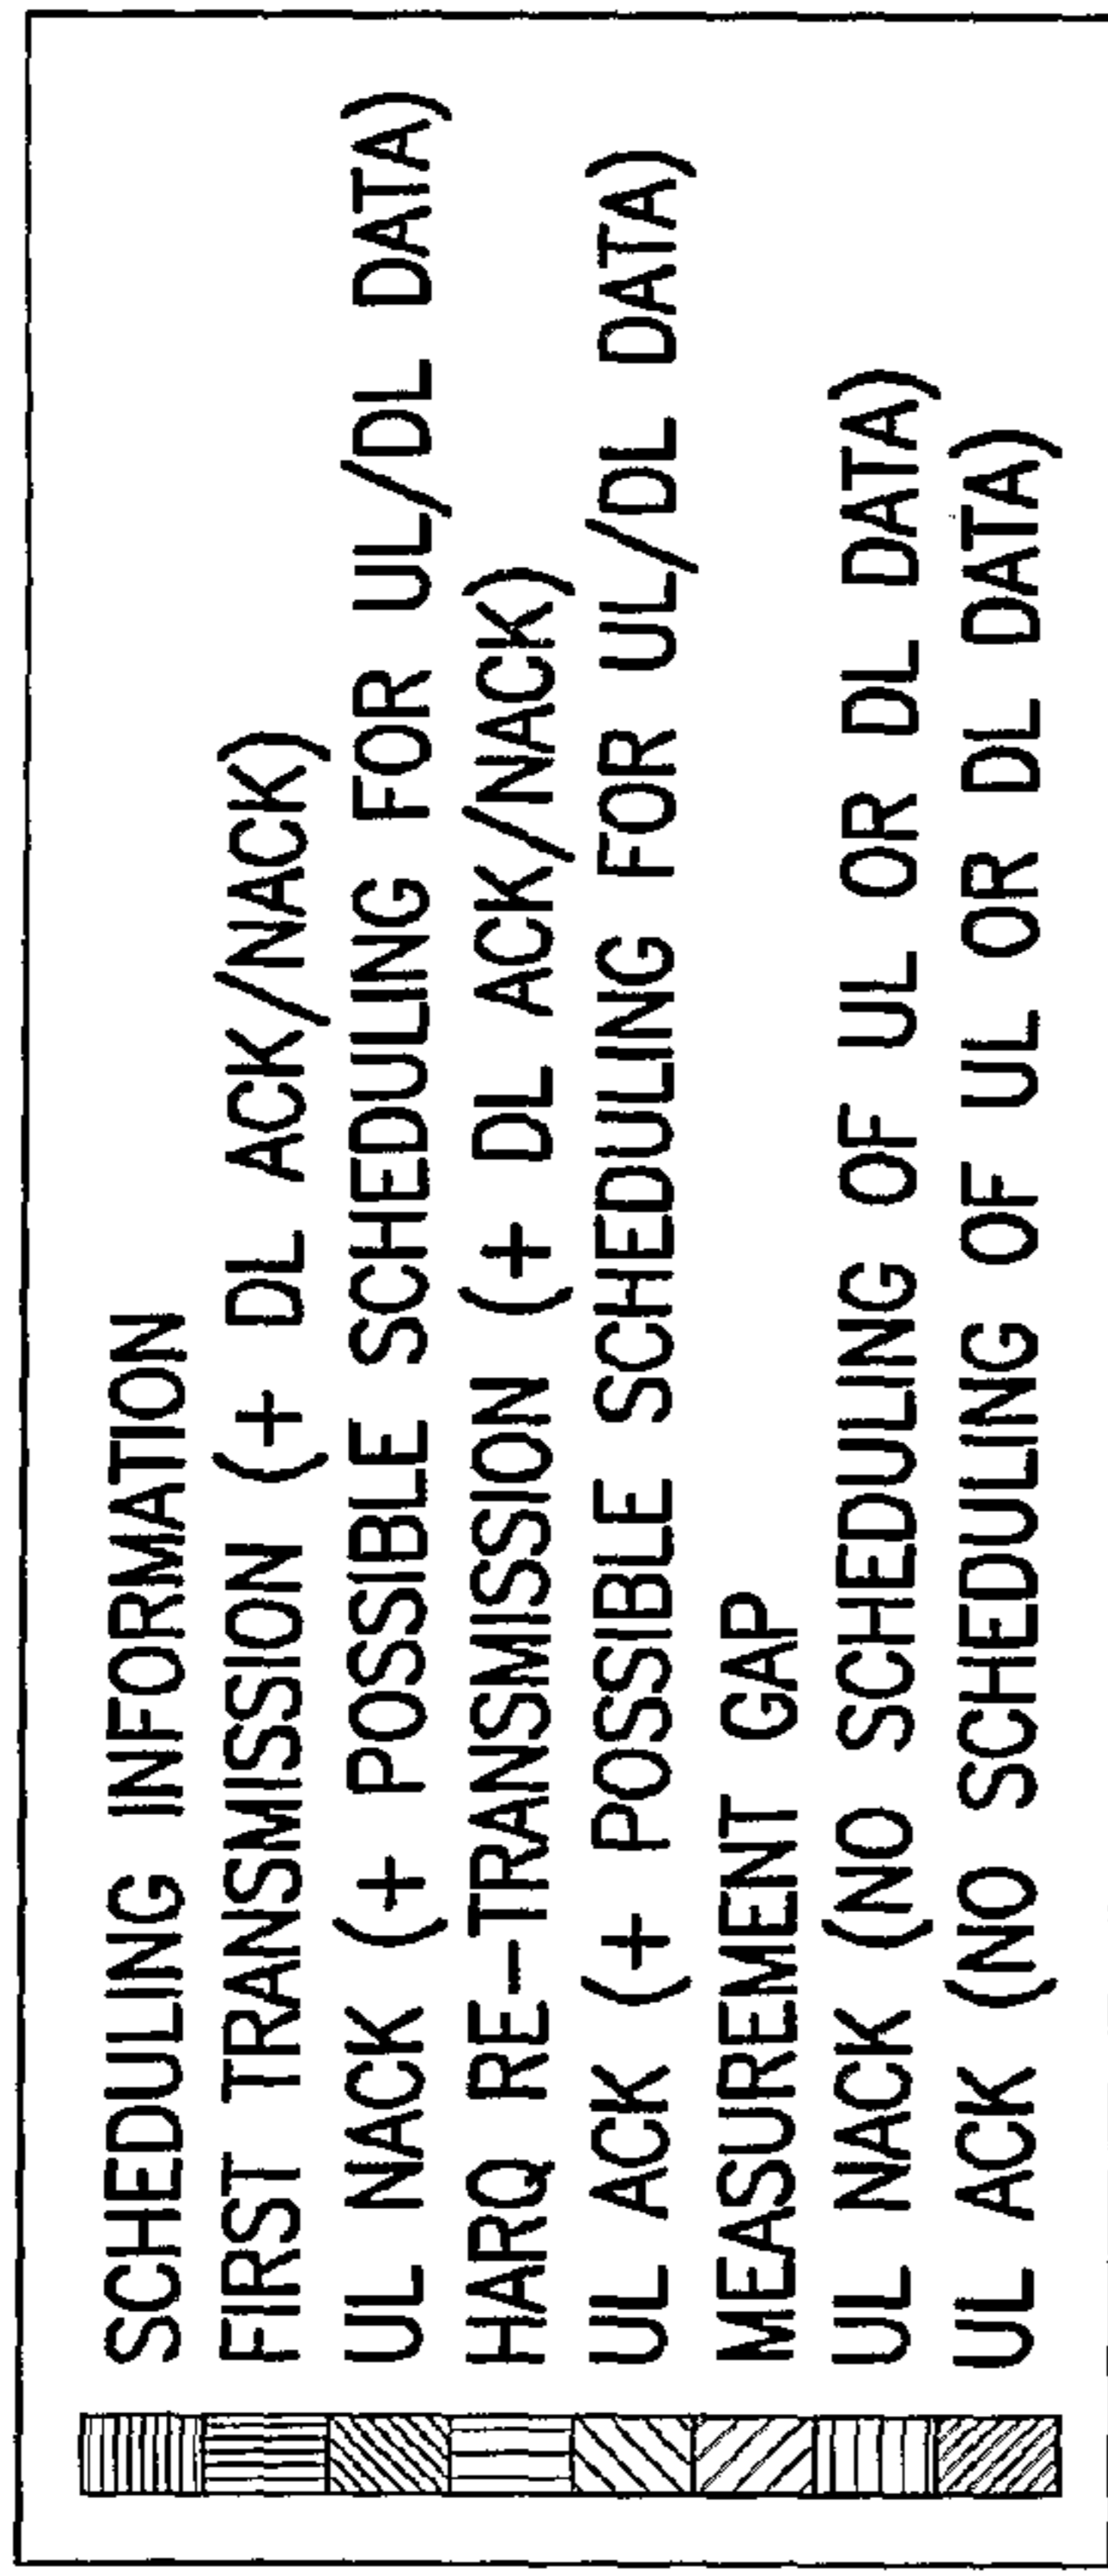 SCHEDULING INFORMATION
FIRST TRANSMISSION (+ DL ACK/NACK)
UL NACK (+ POSSIBLE SCHEDULING FOR UL/DL DATA)
HARQ RE-TRANSMISSION (+ DL ACK/NACK)
UL ACK (+ POSSIBLE SCHEDULING FOR UL/DL DATA)
MEASUREMENT GAP
UL NACK (NO SCHEDULING OF UL OR DL DATA)
UL ACK (NO SCHEDULING OF UL OR DL DATA)